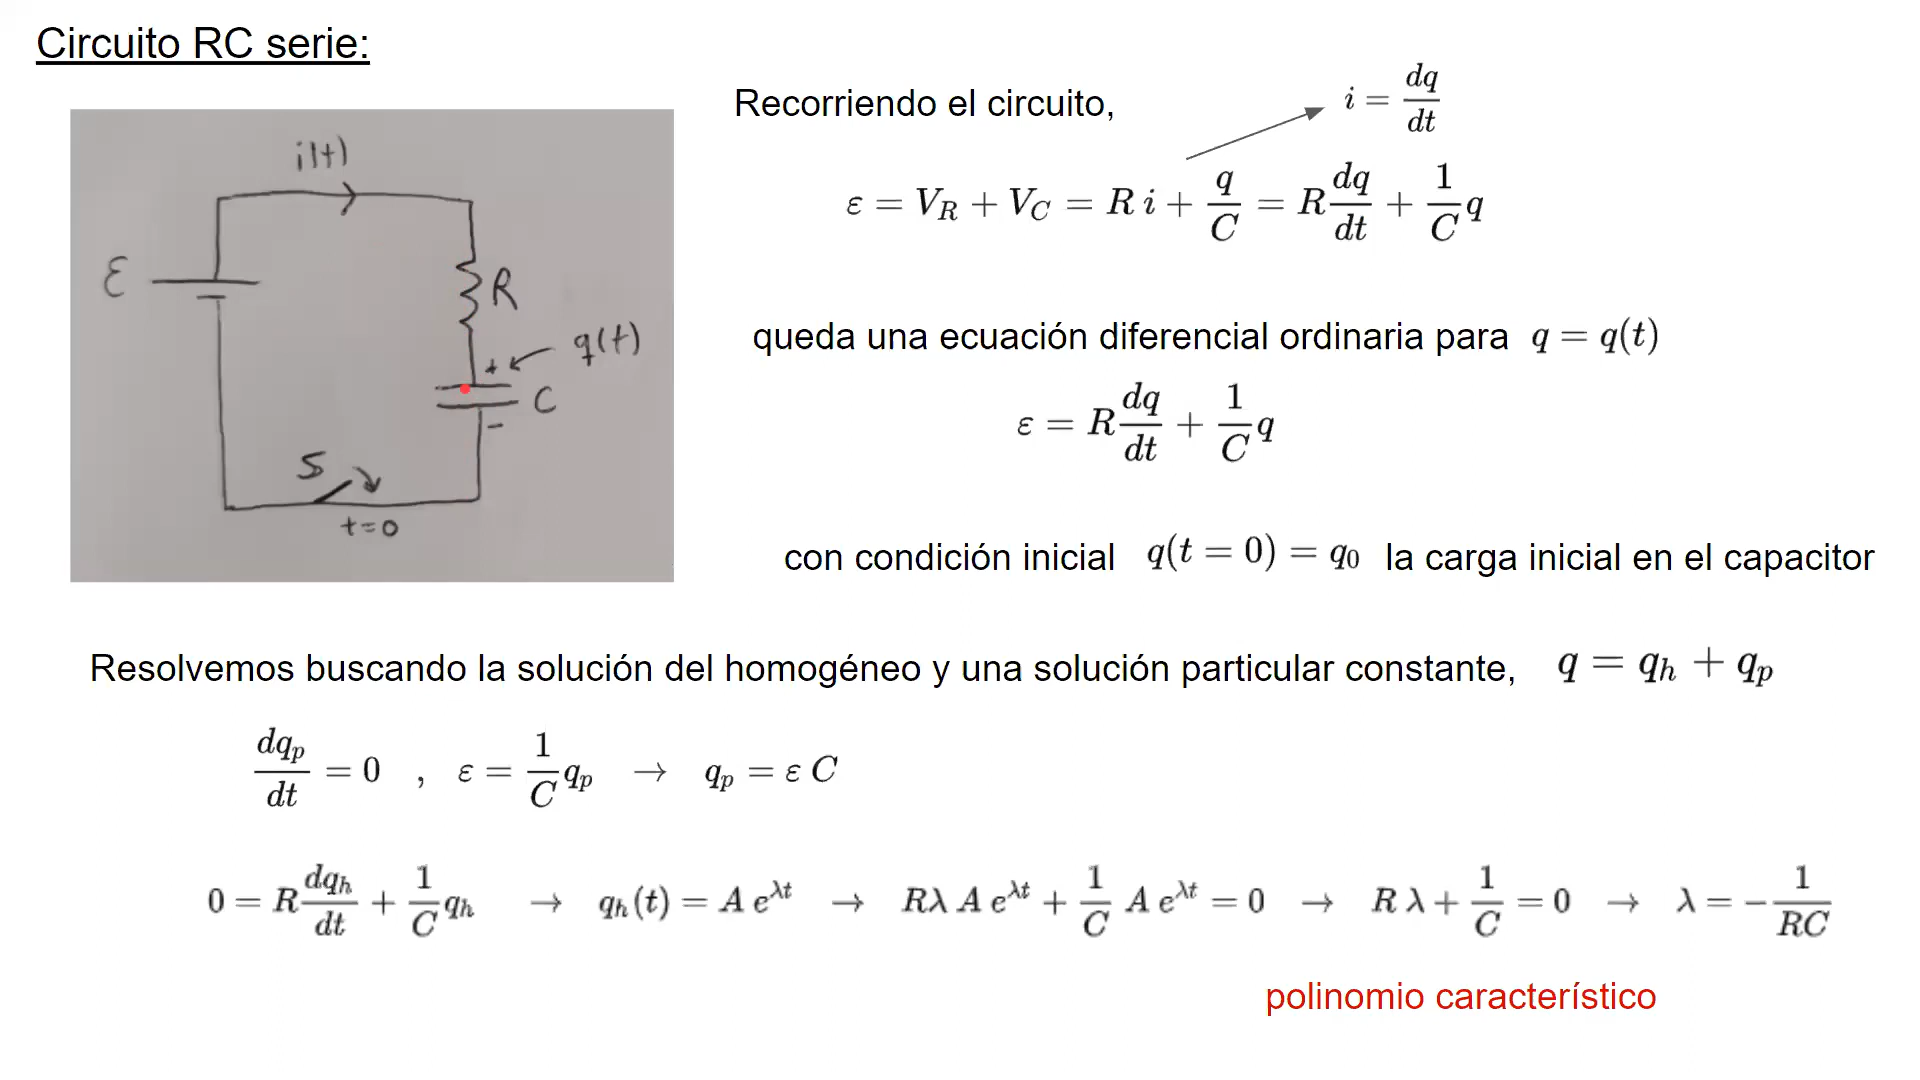 Circuito RC serie:
i(t)
ε
R
q(t)
+
C
-
S
t=0
Recorriendo el circuito,
i = dq/dt
ε = V_R + V_C = R i + q/C = R dq/dt + 1/C q
queda una ecuación diferencial ordinaria para q = q(t)
ε = R dq/dt + 1/C q
con condición inicial q(t = 0) = q₀ la carga inicial en el capacitor
Resolvemos buscando la solución del homogéneo y una solución particular constante, q = q_h + q_p
dq_p/dt = 0 , ε = 1/C q_p → q_p = ε C
0 = R dq_h/dt + 1/C q_h → q_h(t) = A e^{λt} → Rλ A e^{λt} + 1/C A e^{λt} = 0 → R λ + 1/C = 0 → λ = − 1/RC
polinomio característico